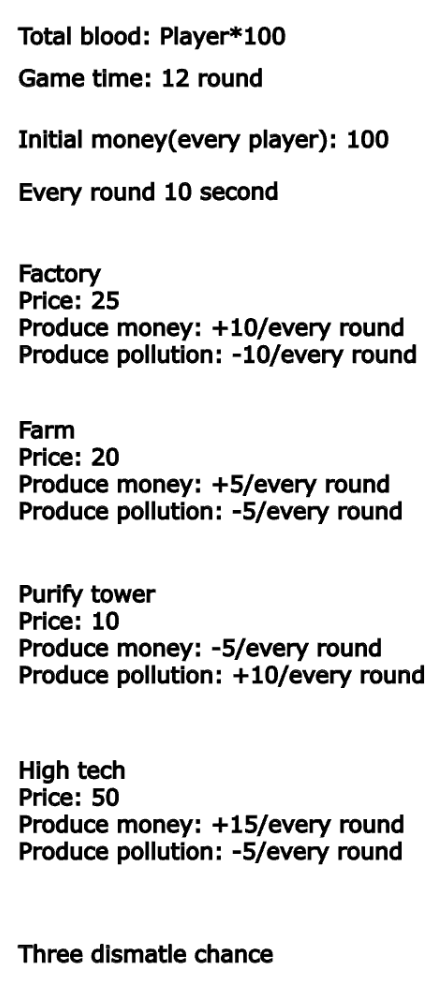 Total blood: Player*100
Game time: 12 round
Initial money(every player): 100
Every round 10 second
Factory
Price: 25
Produce money: +10/every round
Produce pollution: -10/every round
Farm
Price: 20
Produce money: +5/every round
Produce pollution: -5/every round
Purify tower
Price: 10
Produce money: -5/every round
Produce pollution: +10/every round
High tech
Price: 50
Produce money: +15/every round
Produce pollution: -5/every round
Three dismatle chance